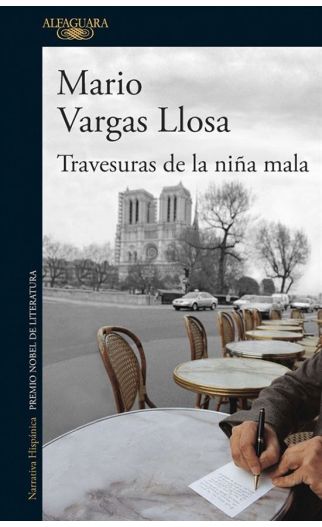 ALFAGUARA
Mario
Vargas Llosa
Travesuras de la niña mala
Narrativa Hispánica
PREMIO NOBEL DE LITERATURA